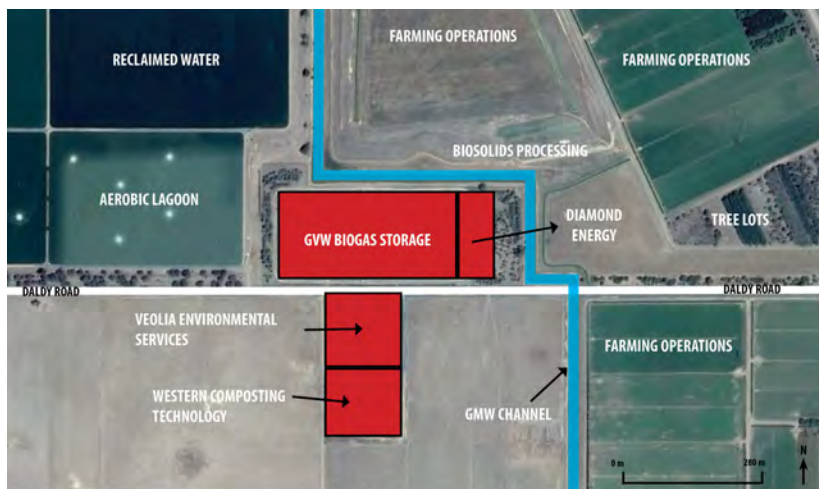 RECLAIMED WATER
FARMING OPERATIONS
FARMING OPERATIONS
BIOSOLIDS PROCESSING
AEROBIC LAGOON
GVW BIOGAS STORAGE
DIAMOND
ENERGY
TREE LOTS
DALDY ROAD
DALDY ROAD
VEOLIA ENVIRONMENTAL
SERVICES
FARMING OPERATIONS
WESTERN COMPOSTING
TECHNOLOGY
GMW CHANNEL
N
0 m
280 m